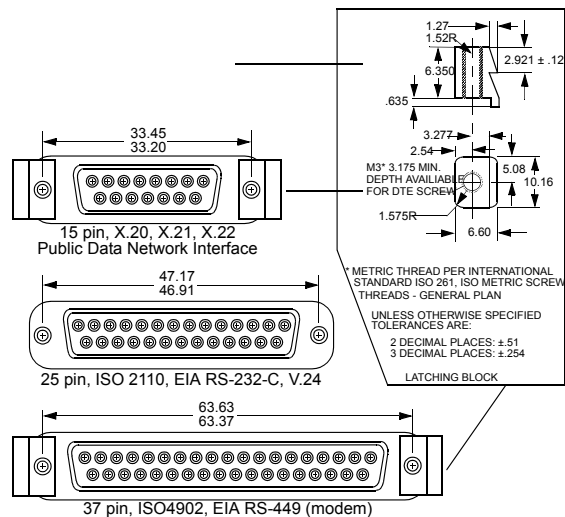 33.45
33.20
15 pin, X.20, X.21, X.22
Public Data Network Interface
47.17
46.91
25 pin, ISO 2110, EIA RS-232-C, V.24
63.63
63.37
37 pin, ISO4902, EIA RS-449 (modem)
1.27
1.52R
6.350
2.921 ± .12
.635
3.277
2.54
M3* 3.175 MIN.
DEPTH AVAILIABLE
FOR DTE SCREW
5.08
10.16
1.575R
6.60
* METRIC THREAD PER INTERNATIONAL
STANDARD ISO 261, ISO METRIC SCREW
THREADS - GENERAL PLAN
UNLESS OTHERWISE SPECIFIED
TOLERANCES ARE:
2 DECIMAL PLACES: ±.51
3 DECIMAL PLACES: ±.254
LATCHING BLOCK